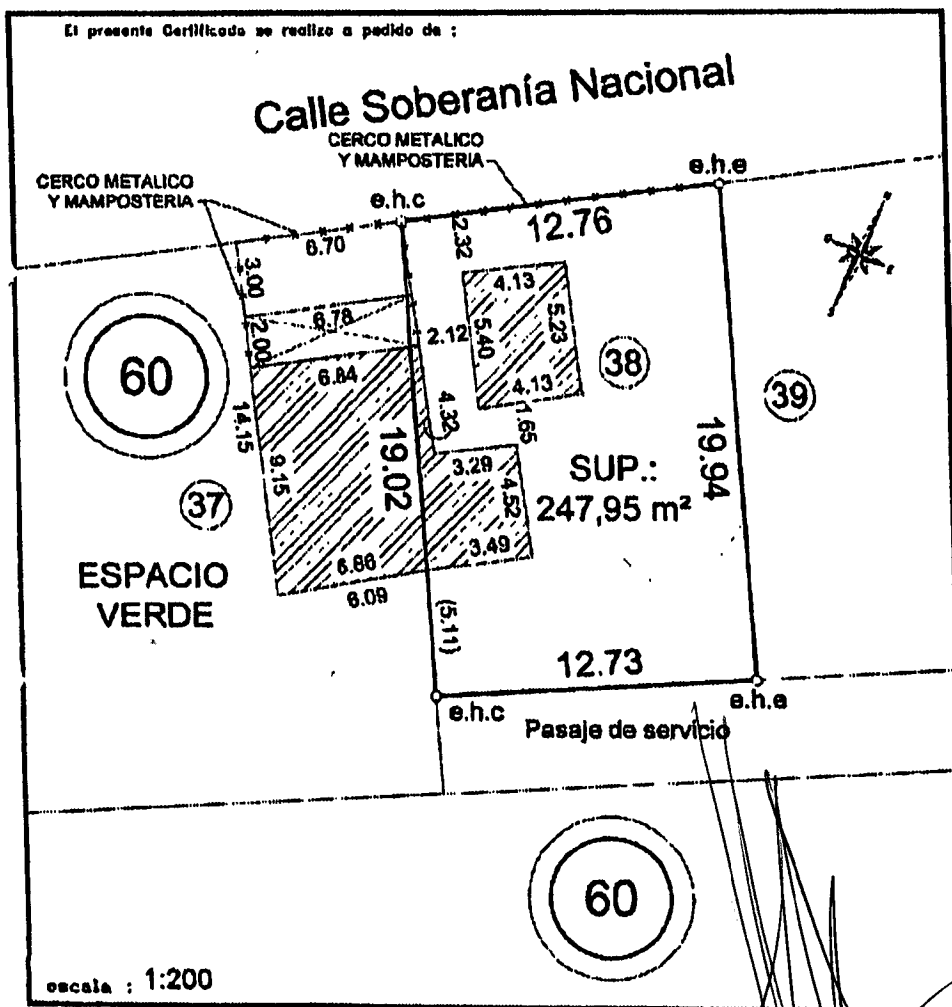 El presente Certificado se realiza a pedido de :
Calle Soberanía Nacional
CERCO METALICO
Y MAMPOSTERIA
CERCO METALICO
Y MAMPOSTERIA
e.h.c
e.h.e
6.70
12.76
2.32
3.00
4.13
6.78
2.00
2.12
5.40
5.23
60
38
39
6.84
4.13
1.65
4.32
14.15
9.15
19.02
19.94
3.29
4.52
SUP.:
247,95 m²
37
3.49
6.86
6.09
ESPACIO
VERDE
(5.11)
12.73
e.h.c
e.h.e
Pasaje de servicio
60
escala : 1:200